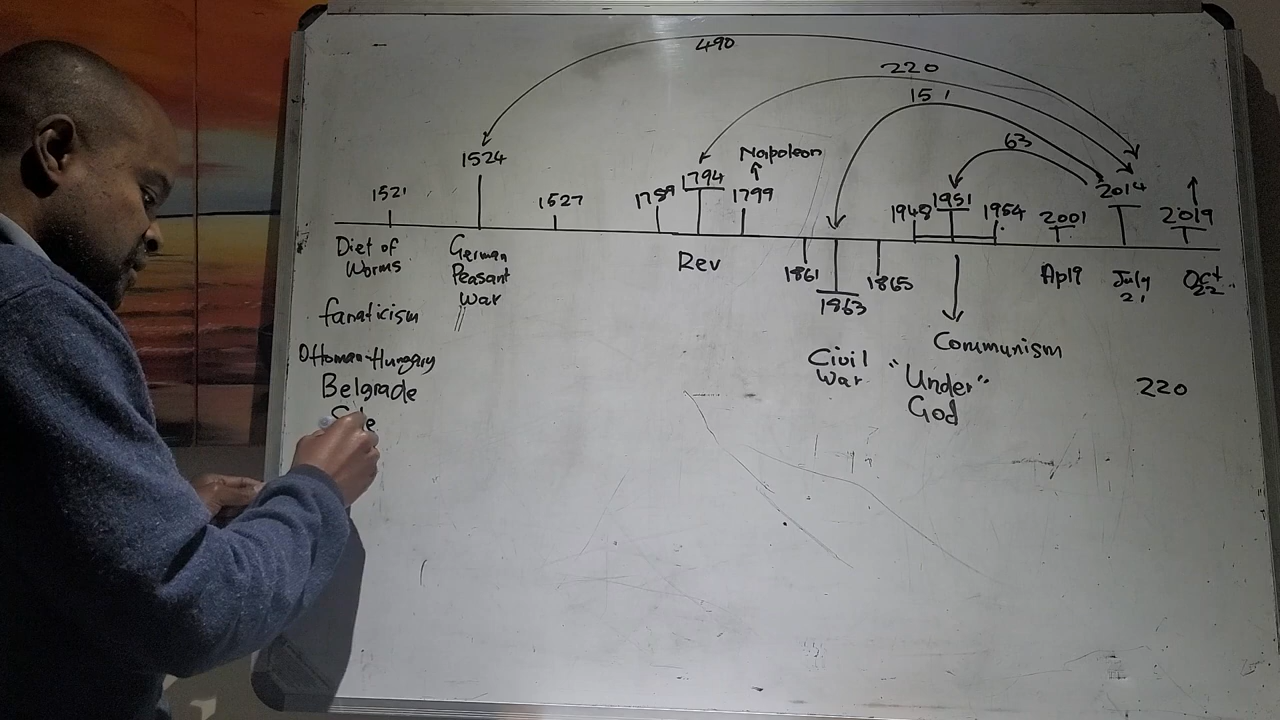 490
220
151
63
1524
Napoleon
1521
1527
1789
1794
1799
1948
1951
1954
2001
2014
2019
Diet of
Worms
German
Peasant
War
Rev
1861
1863
1865
Ap19
July
21
Oct
22
fanaticism
Ottoman-Hungary
Belgrade
Civil
War
Communism
"Under"
God
220